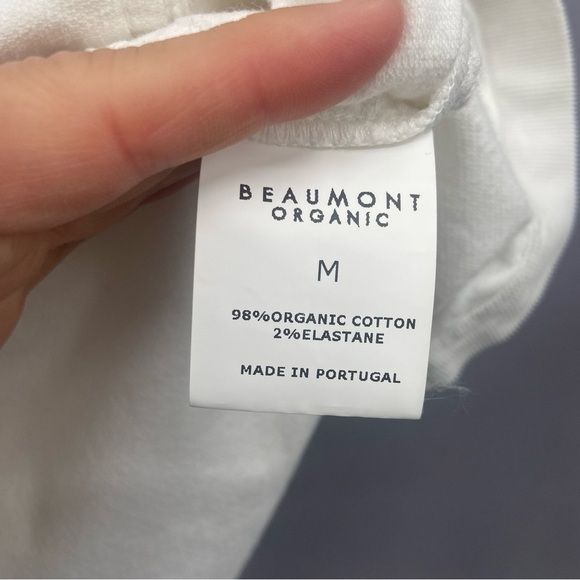 BEAUMONT
ORGANIC
M
98%ORGANIC COTTON
2%ELASTANE
MADE IN PORTUGAL